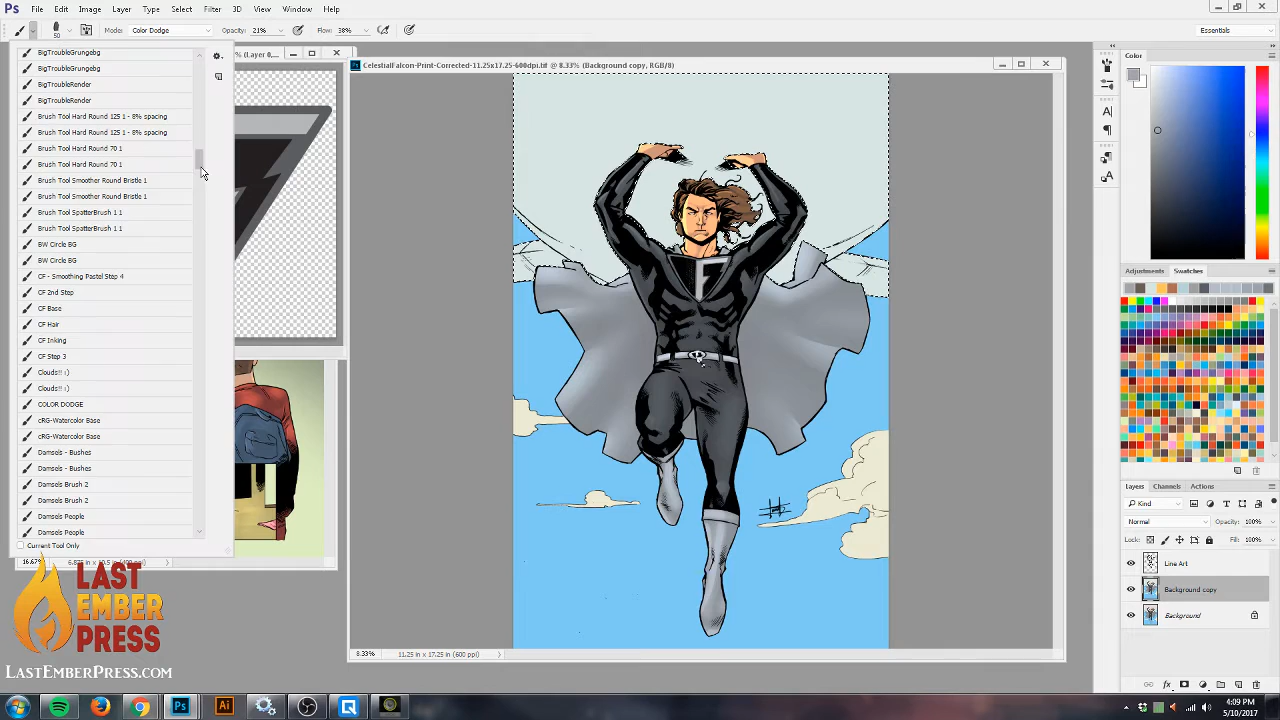 Ps File Edit Image Layer Type Select Filter 3D View Window Help
50 Mode: Color Dodge Opacity: 21% Flow: 38% Essentials
BigTroubleGrungebg
BigTroubleGrungebg
BigTroubleRender
BigTroubleRender
Brush Tool Hard Round 125 1 - 8% spacing
Brush Tool Hard Round 125 1 - 8% spacing
Brush Tool Hard Round 70 1
Brush Tool Hard Round 70 1
Brush Tool Smoother Round Bristle 1
Brush Tool Smoother Round Bristle 1
Brush Tool SpatterBrush 1 1
Brush Tool SpatterBrush 1 1
BW Circle BG
BW Circle BG
CF - Smoothing Pastel Step 4
CF 2nd Step
CF Base
CF Hair
CF Inking
CF Step 3
Clouds!! :)
Clouds!! :)
COLOR DODGE
cRG-Watercolor Base
cRG-Watercolor Base
Damsels - Bushes
Damsels - Bushes
Damsels Brush 2
Damsels Brush 2
Damsels People
Damsels People
Current Tool Only
% (Layer 0,
16.67%
CelestialFalcon-Print-Corrected-11.25x17.25-600dpi.tif @ 8.33% (Background copy, RGB/8)
F
8.33% 11.25 in x 17.25 in (600 ppi)
Color
Adjustments Swatches
Layers Channels Actions
Kind
Normal Opacity: 100%
Lock: Fill: 100%
Line Art
Background copy
Background
LAST
EMBER
PRESS
LASTEMBERPRESS.COM
Ps Ai
4:09 PM
5/10/2017